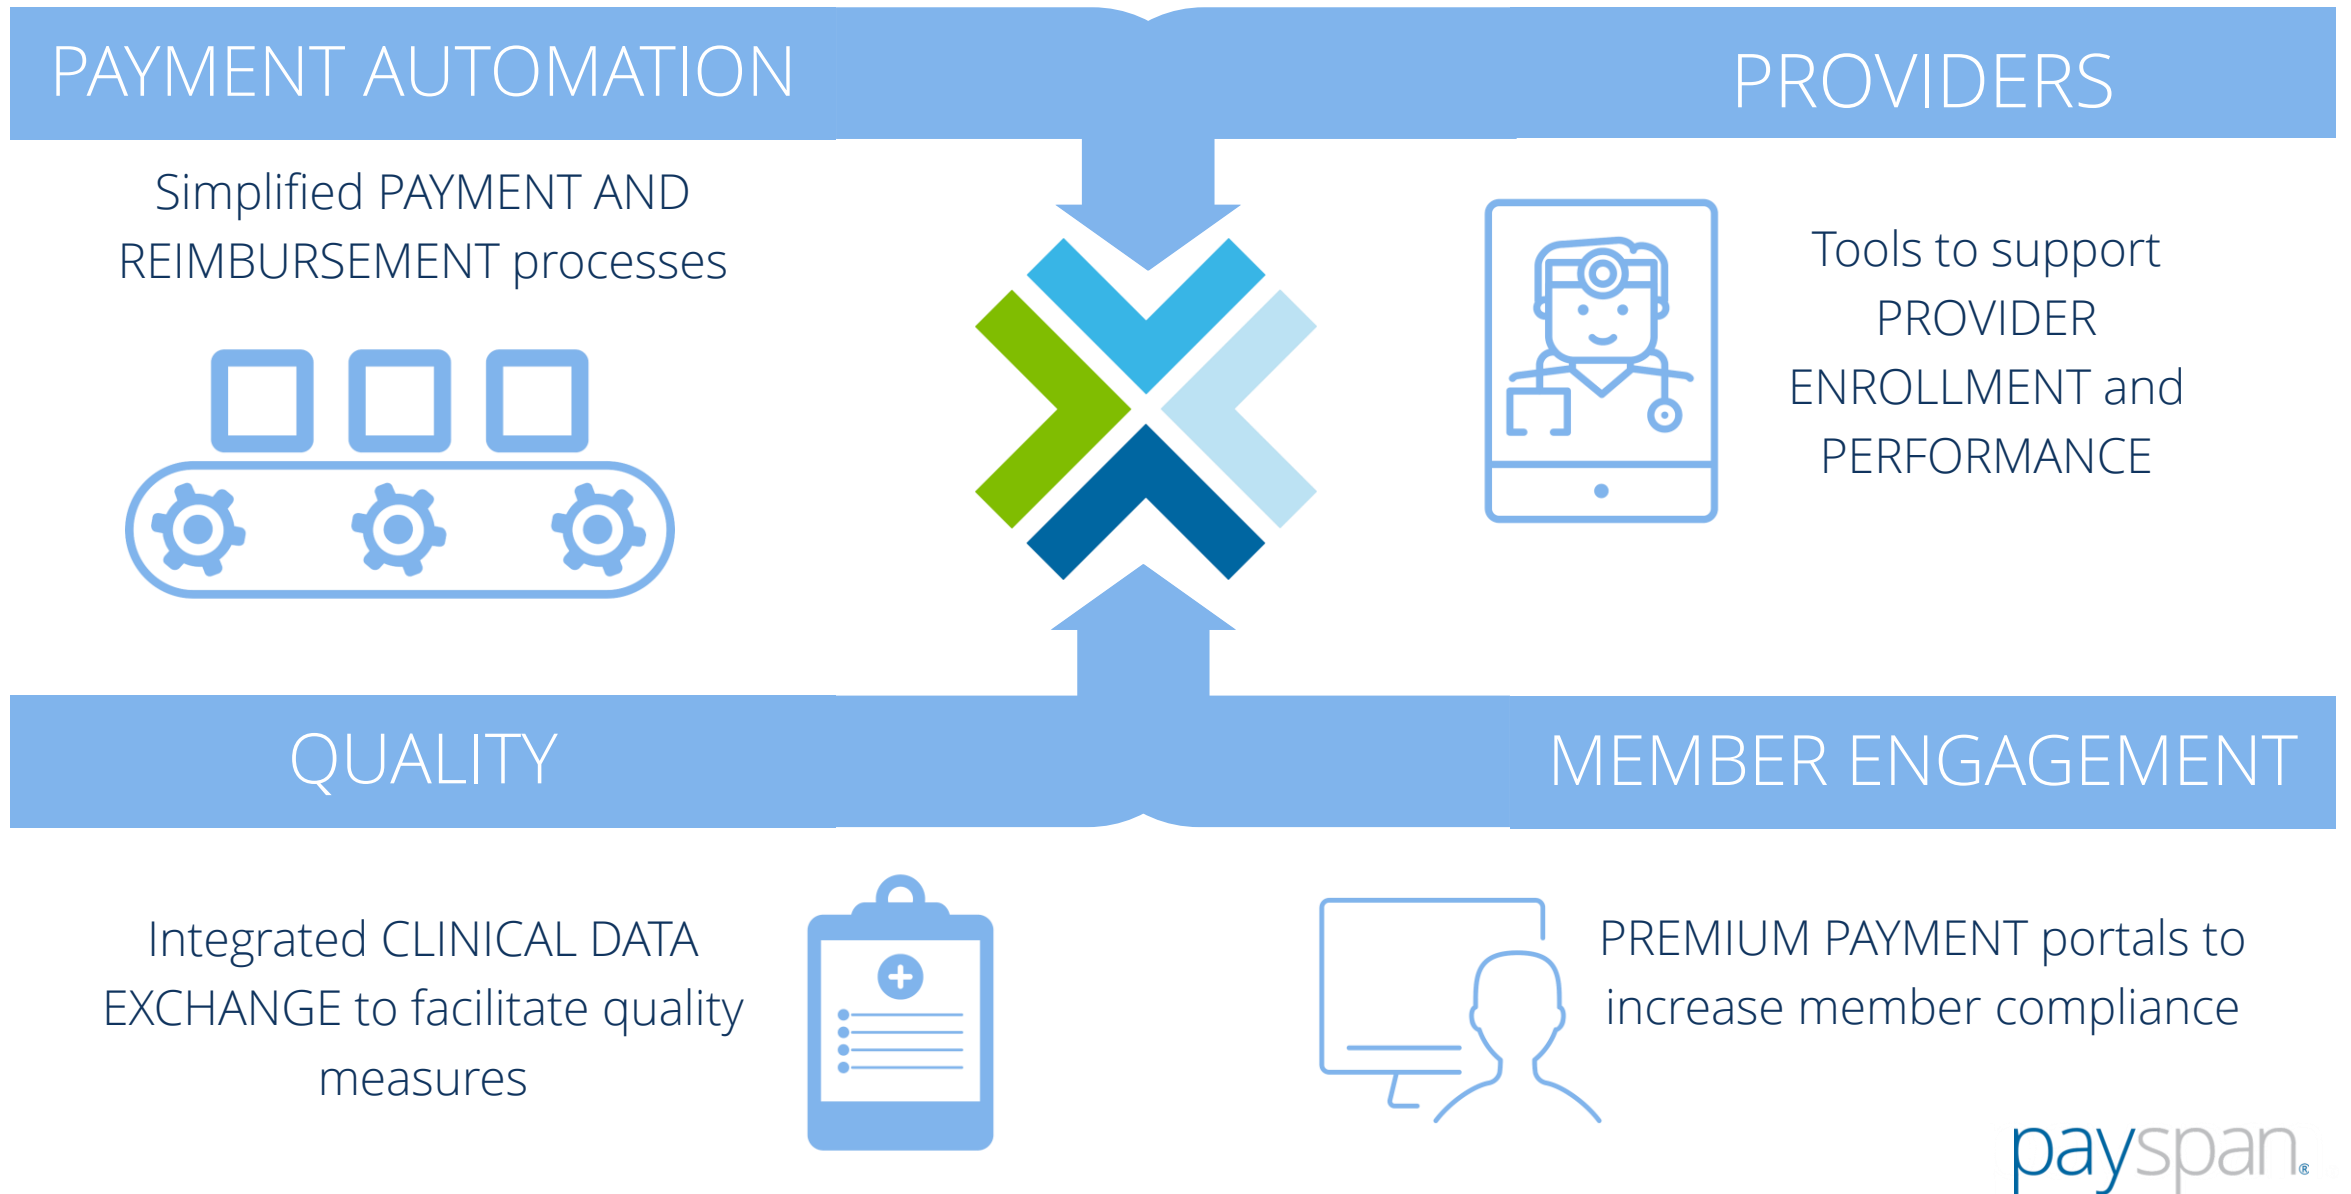 PAYMENT AUTOMATION
Simplified PAYMENT AND
REIMBURSEMENT processes
PROVIDERS
Tools to support
PROVIDER
ENROLLMENT and
PERFORMANCE
QUALITY
Integrated CLINICAL DATA
EXCHANGE to facilitate quality
measures
MEMBER ENGAGEMENT
PREMIUM PAYMENT portals to
increase member compliance
payspan®